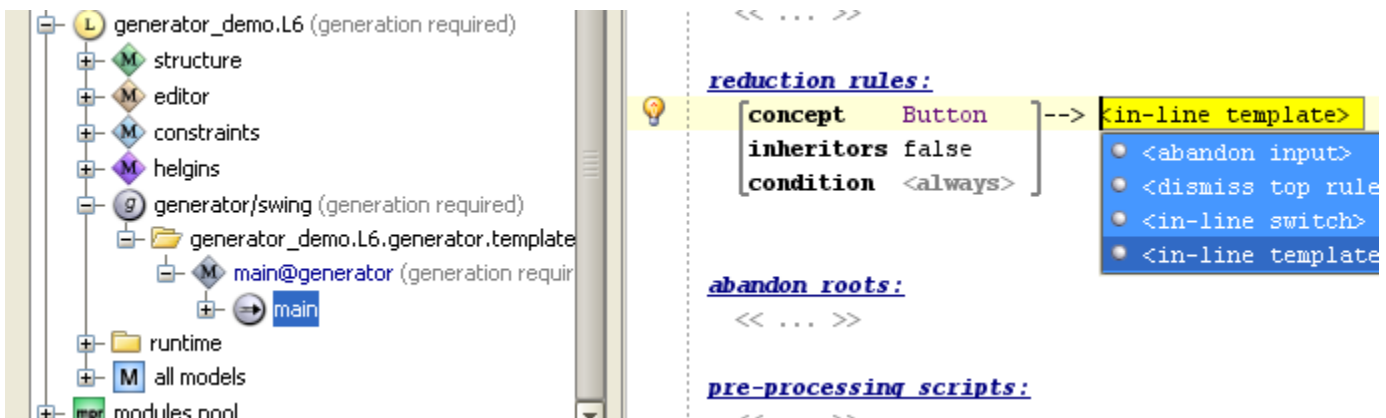 generator_demo.L6 (generation required)
structure
editor
constraints
helgins
generator/swing (generation required)
generator_demo.L6.generator.template
main@generator (generation requir
main
runtime
all models
modules pool
<< ... >>
reduction rules:
concept Button --> <in-line template>
inheritors false
condition <always>
<abandon input>
<dismiss top rule
<in-line switch>
<in-line template
abandon roots:
<< ... >>
pre-processing scripts: